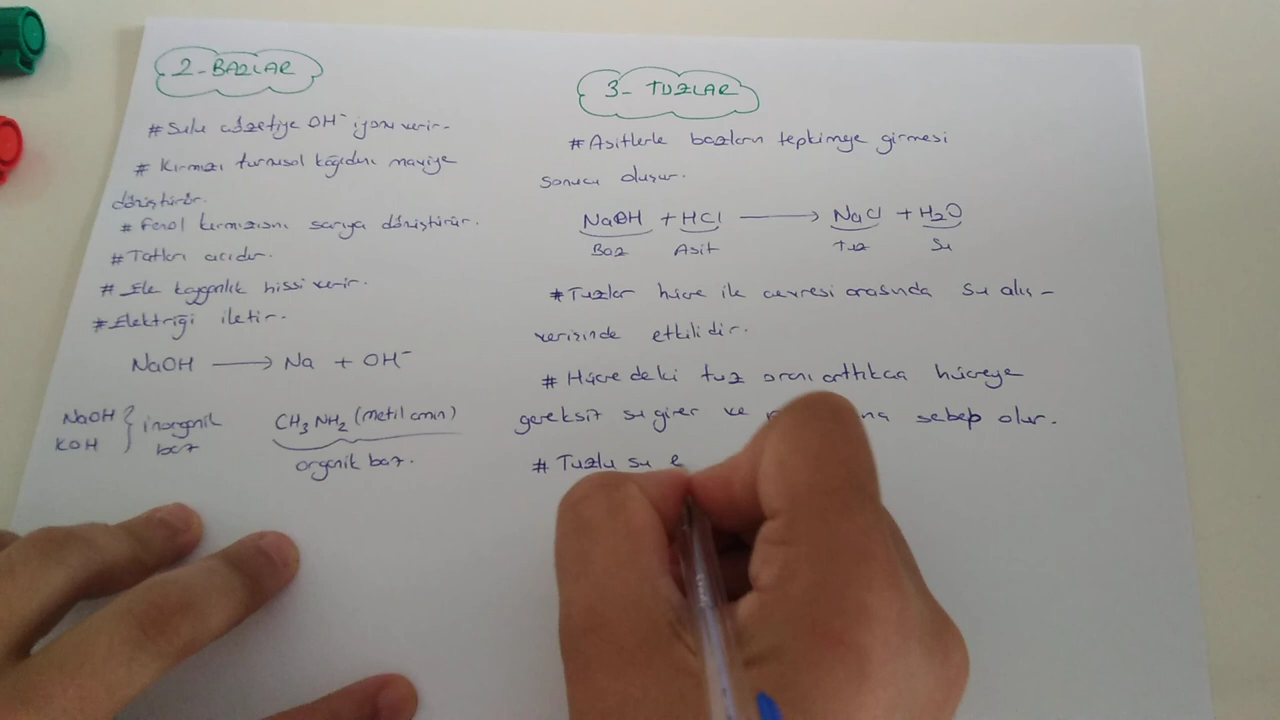 2-BAZLAR
# Sulu çözeltiye OH⁻ iyonu verir.
# Kırmızı turnusol kağıdını maviye
dönüştürür.
# Fenol kırmızısını sarıya dönüştürür.
# Tatları acıdır.
# Ele kayganlık hissi verir.
# Elektriği iletir.
NaOH → Na + OH⁻
NaOH
KOH
} inorganik
baz
CH₃NH₂ (metil amin)
organik baz.
3- TUZLAR
# Asitlerle bazların tepkimeye girmesi
sonucu oluşur.
NaOH + HCl → NaCl + H₂O
Baz Asit Tuz Su
# Tuzlar hücre ile çevresi arasında su alış-
verişinde etkilidir.
# Hücredeki tuz oranı arttıkça hücreye
gereksiz su girer ve sebep olur.
# Tuzlu su e